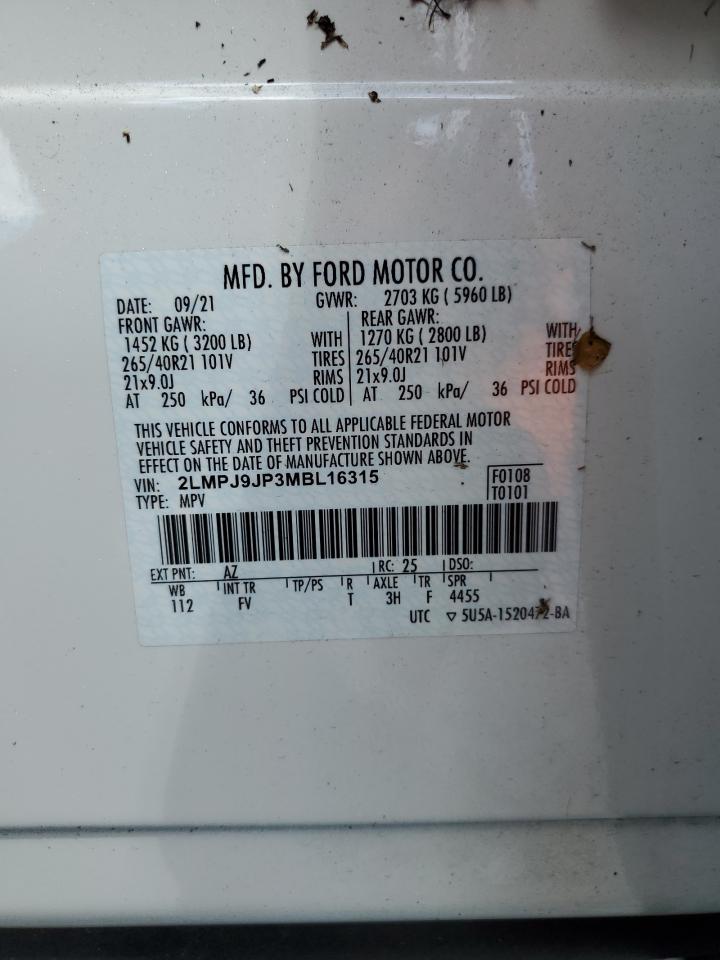 MFD. BY FORD MOTOR CO.
DATE: 09/21 GVWR: 2703 KG ( 5960 LB)
FRONT GAWR: REAR GAWR:
1452 KG ( 3200 LB) WITH 1270 KG ( 2800 LB) WITH
265/40R21 101V TIRES 265/40R21 101V TIRES
21x9.0J RIMS 21x9.0J RIMS
AT 250 kPa/ 36 PSI COLD AT 250 kPa/ 36 PSI COLD
THIS VEHICLE CONFORMS TO ALL APPLICABLE FEDERAL MOTOR
VEHICLE SAFETY AND THEFT PREVENTION STANDARDS IN
EFFECT ON THE DATE OF MANUFACTURE SHOWN ABOVE.
VIN: 2LMPJ9JP3MBL16315 F0108
TYPE: MPV T0101
EXT PNT: AZ RC: 25 DSO:
WB INT TR TP/PS R AXLE TR SPR
112 FV T 3H F 4455
UTC ▽ 5U5A-1520472-BA